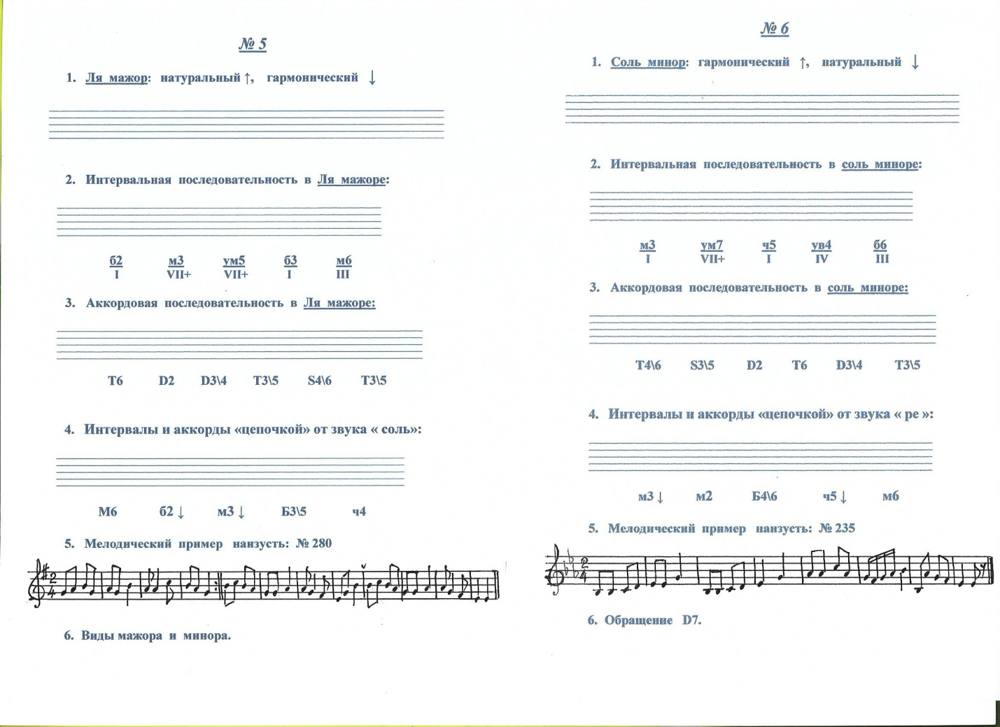 № 5
1. Ля мажор: натуральный ↑, гармонический ↓
2. Интервальная последовательность в Ля мажоре:
б2 м3 ум5 б3 м6
I VII+ VII+ I III
3. Аккордовая последовательность в Ля мажоре:
Т6 D2 D3\4 Т3\5 S4\6 Т3\5
4. Интервалы и аккорды «цепочкой» от звука « соль»:
М6 б2 ↓ м3 ↓ Б3\5 ч4
5. Мелодический пример наизусть: № 280
2
4
6. Виды мажора и минора.
№ 6
1. Соль минор: гармонический ↑, натуральный ↓
2. Интервальная последовательность в соль миноре:
м3 ум7 ч5 ув4 б6
I VII+ I IV III
3. Аккордовая последовательность в соль миноре:
Т4\6 S3\5 D2 Т6 D3\4 Т3\5
4. Интервалы и аккорды «цепочкой» от звука « ре »:
м3 ↓ м2 Б4\6 ч5 ↓ м6
5. Мелодический пример наизусть: № 235
2
4
6. Обращение D7.